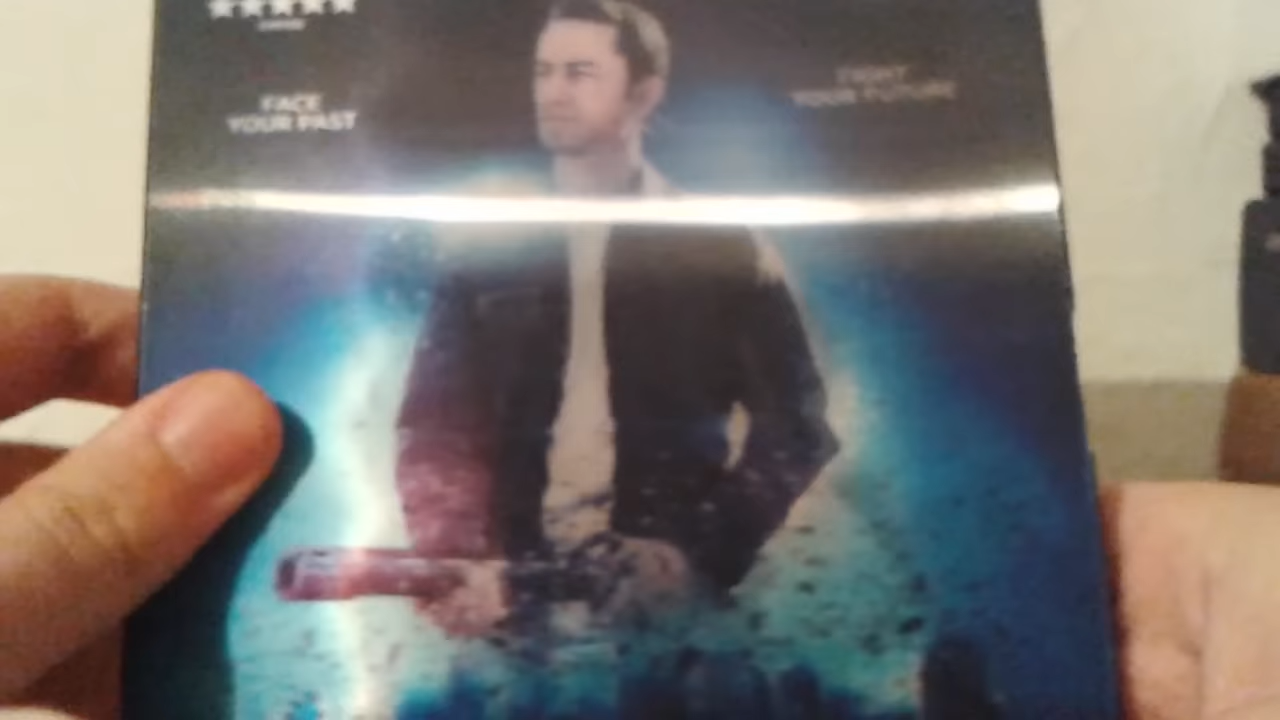 ★★★★★
FACE
YOUR PAST
FIGHT
YOUR FUTURE